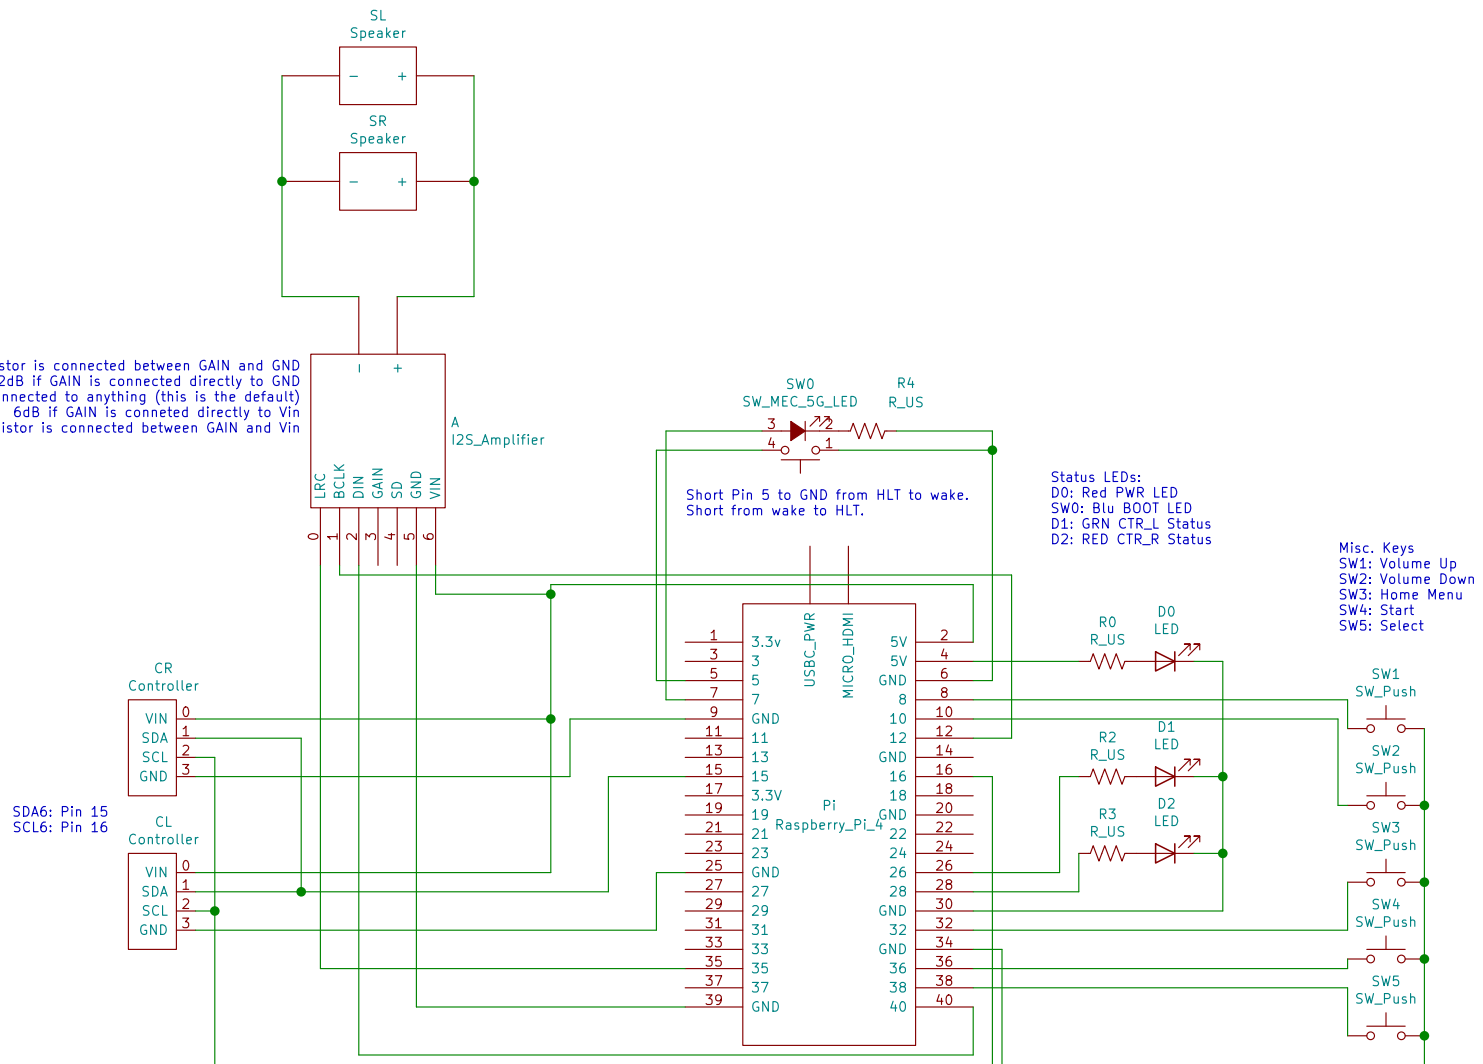 SL
Speaker
− +
SR
Speaker
− +
stor is connected between GAIN and GND
2dB if GAIN is connected directly to GND
nnected to anything (this is the default)
6dB if GAIN is conneted directly to Vin
istor is connected between GAIN and Vin
− +
A
I2S_Amplifier
LRC
BCLK
DIN
GAIN
SD
GND
VIN
0
1
2
3
4
5
6
SW0
SW_MEC_5G_LED
3 2
4 1
R4
R_US
Short Pin 5 to GND from HLT to wake.
Short from wake to HLT.
Status LEDs:
D0: Red PWR LED
SW0: Blu BOOT LED
D1: GRN CTR_L Status
D2: RED CTR_R Status
Misc. Keys
SW1: Volume Up
SW2: Volume Down
SW3: Home Menu
SW4: Start
SW5: Select
CR
Controller
VIN 0
SDA 1
SCL 2
GND 3
SDA6: Pin 15
SCL6: Pin 16
CL
Controller
VIN 0
SDA 1
SCL 2
GND 3
USBC_PWR
MICRO_HDMI
1 3.3v
3 3
5 5
7 7
9 GND
11 11
13 13
15 15
17 3.3V
19 19
21 21
23 23
25 GND
27 27
29 29
31 31
33 33
35 35
37 37
39 GND
Pi
Raspberry_Pi_4
5V 2
5V 4
GND 6
8 8
10 10
12 12
GND 14
16 16
18 18
GND 20
22 22
24 24
26 26
28 28
GND 30
32 32
GND 34
36 36
38 38
40 40
R0
R_US
D0
LED
R2
R_US
D1
LED
R3
R_US
D2
LED
SW1
SW_Push
SW2
SW_Push
SW3
SW_Push
SW4
SW_Push
SW5
SW_Push